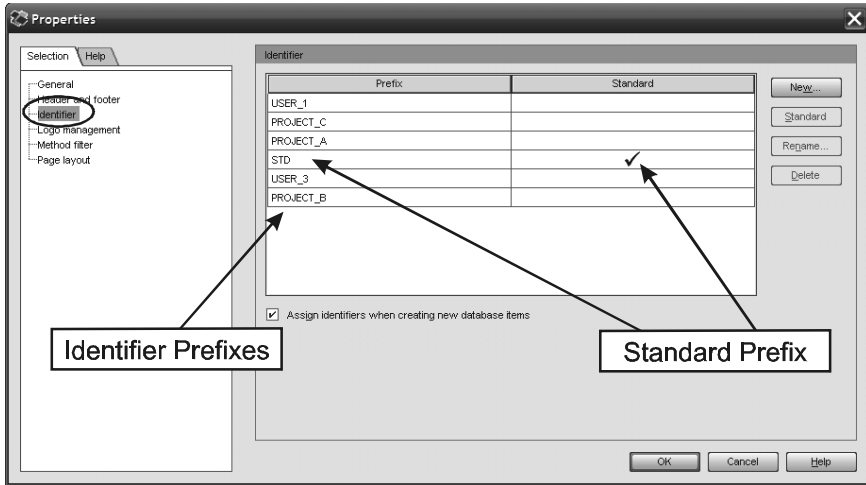 Properties
Selection Help
General
Header and footer
Identifier
Logo management
Method filter
Page layout
Identifier
Prefix Standard
USER_1
PROJECT_C
PROJECT_A
STD
USER_3
PROJECT_B
New...
Standard
Rename...
Delete
Assign identifiers when creating new database items
Identifier Prefixes
Standard Prefix
OK Cancel Help